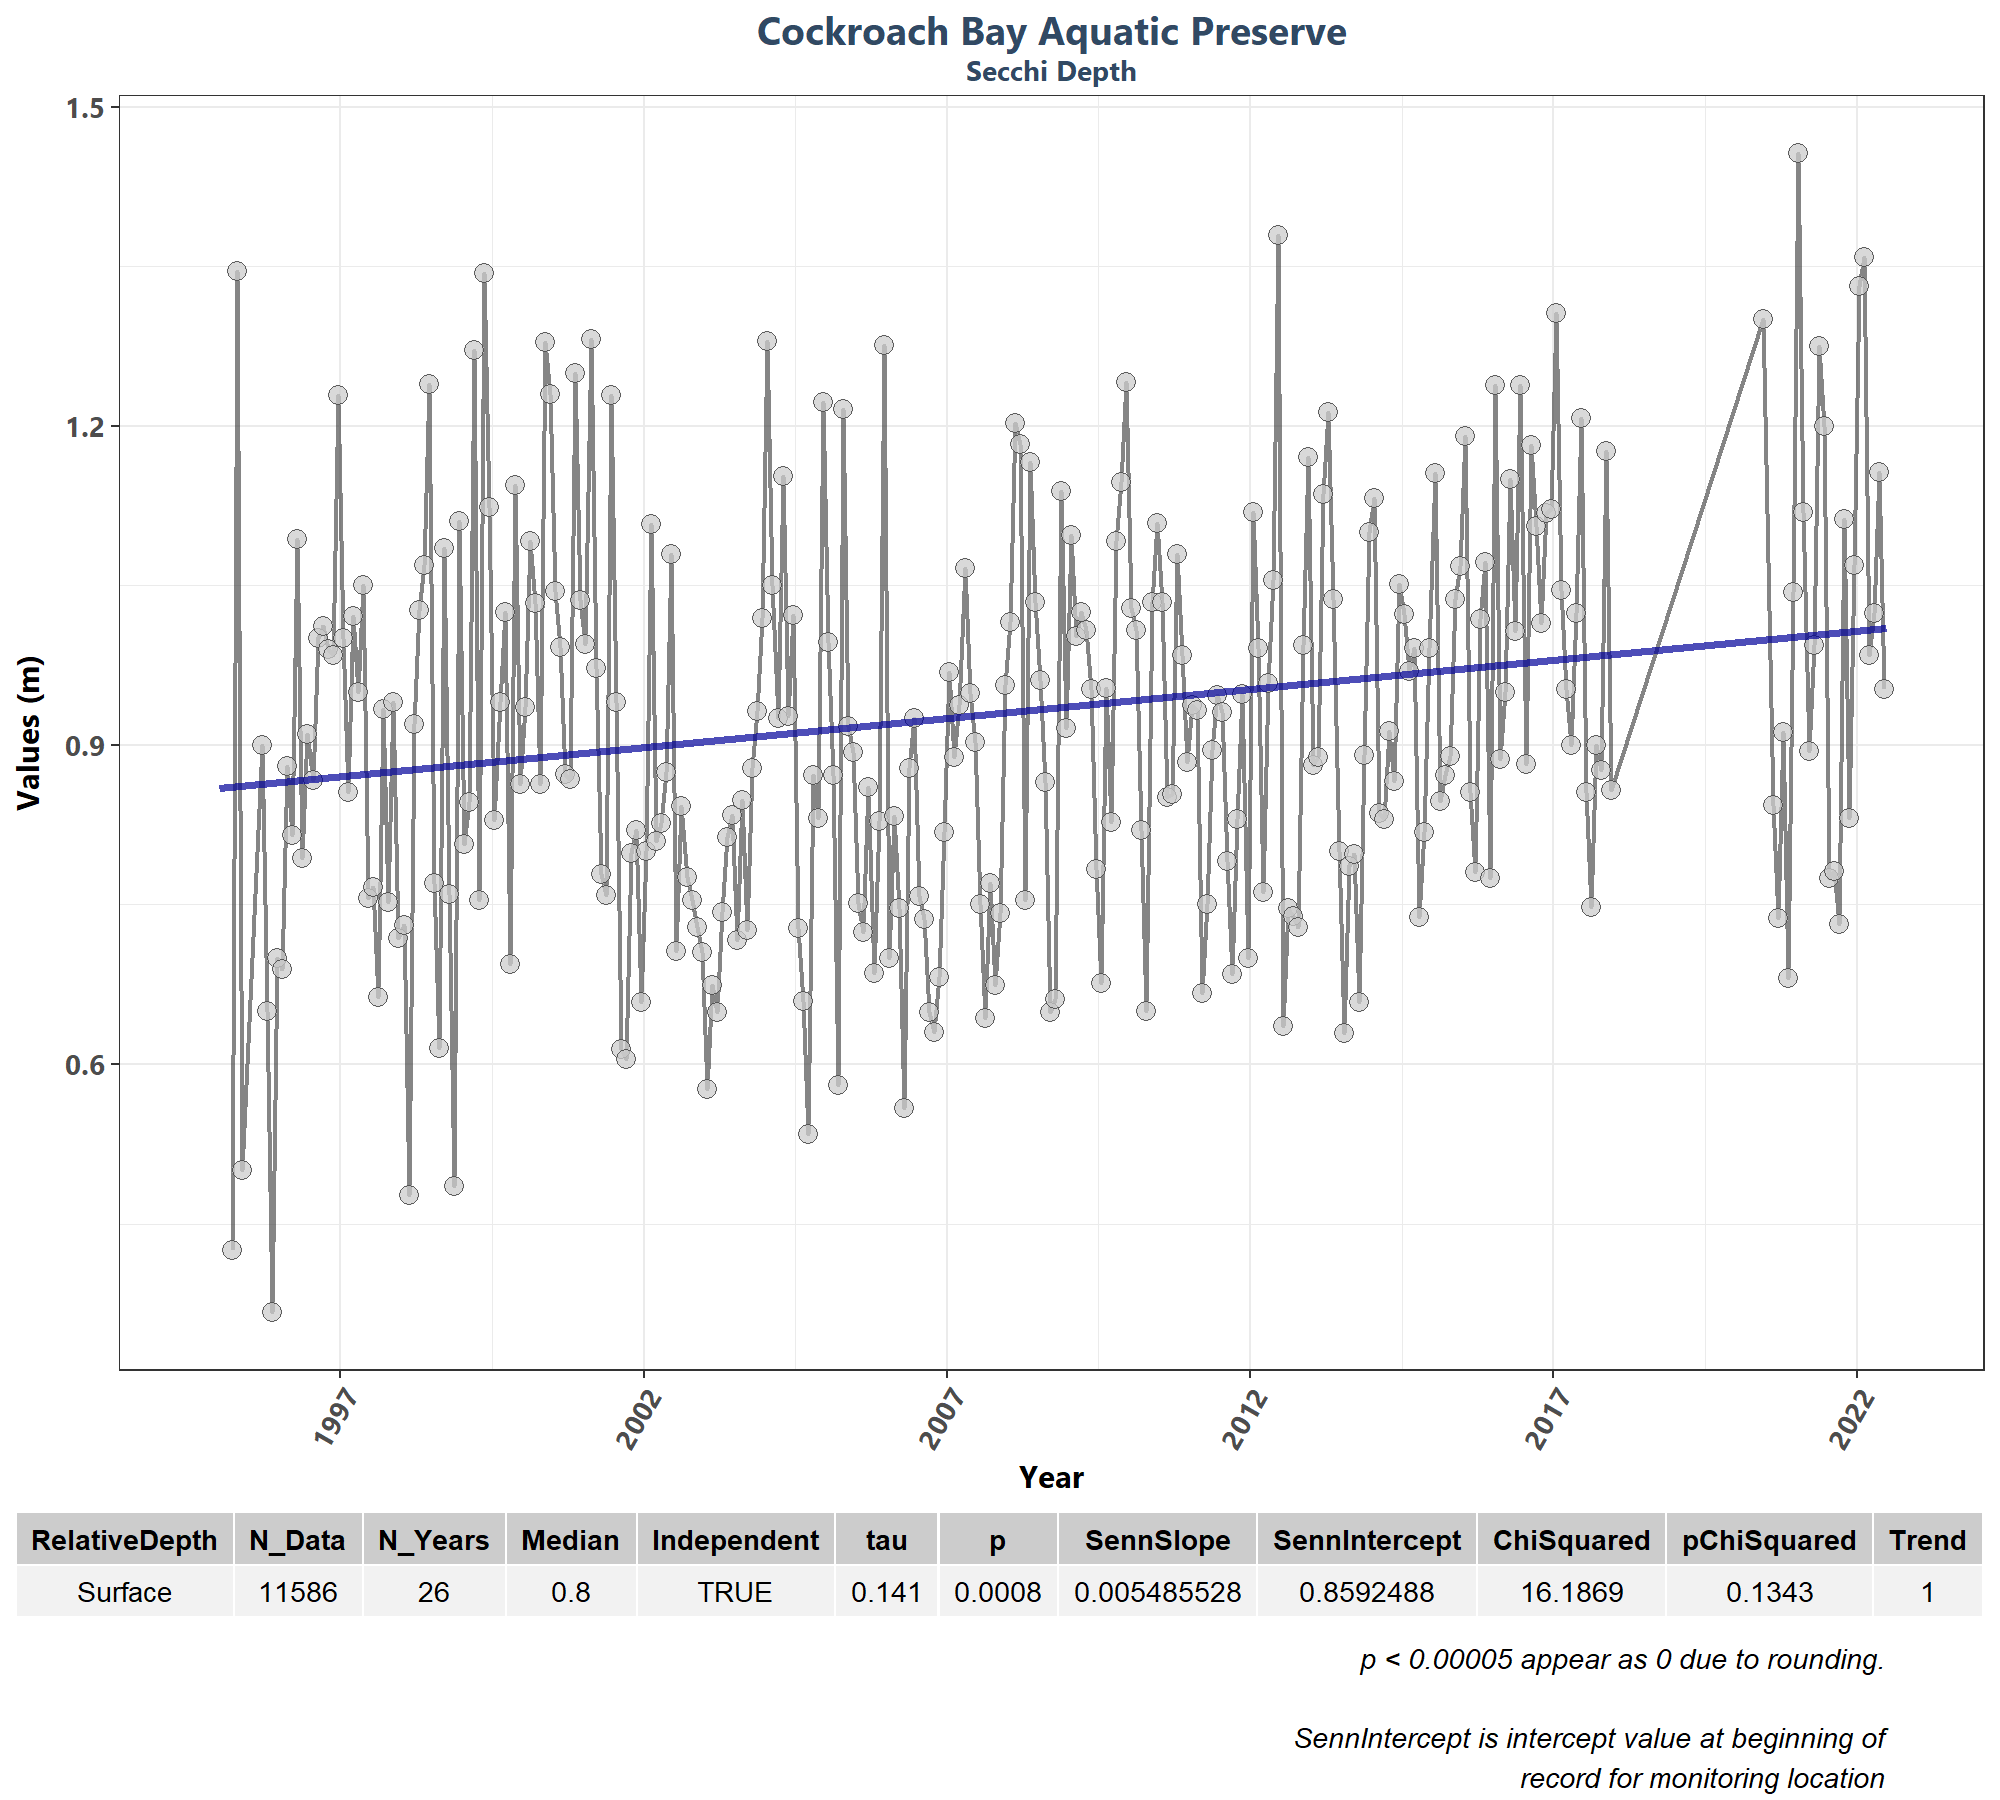 Cockroach Bay Aquatic Preserve
Secchi Depth
1.5
1.2
0.9
0.6
Values (m)
1997
2002
2007
2012
2017
2022
Year
RelativeDepth N_Data N_Years Median Independent tau p SennSlope SennIntercept ChiSquared pChiSquared Trend
Surface 11586 26 0.8 TRUE 0.141 0.0008 0.005485528 0.8592488 16.1869 0.1343 1
p < 0.00005 appear as 0 due to rounding.
SennIntercept is intercept value at beginning of
record for monitoring location